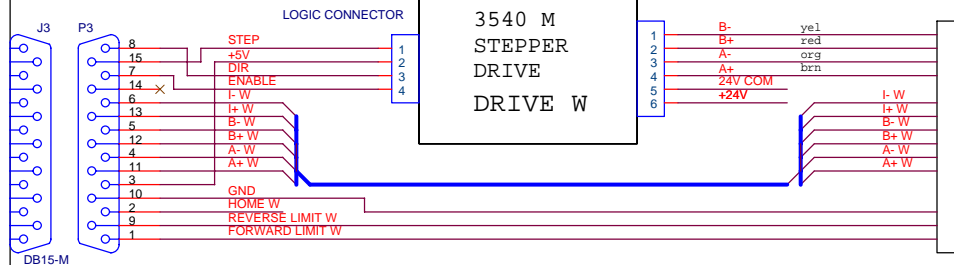 LOGIC CONNECTOR
J3 P3
3540 M
STEPPER
DRIVE
DRIVE W
1
2
3
4
1
2
3
4
5
6
8 STEP
15 +5V
7 DIR
14 ENABLE
6 I- W
13 I+ W
5 B- W
12 B+ W
4 A- W
11 A+ W
3
10 GND
2 HOME W
9 REVERSE LIMIT W
1 FORWARD LIMIT W
B- yel
B+ red
A- org
A+ brn
24V COM
+24V
I- W
I+ W
B- W
B+ W
A- W
A+ W
DB15-M